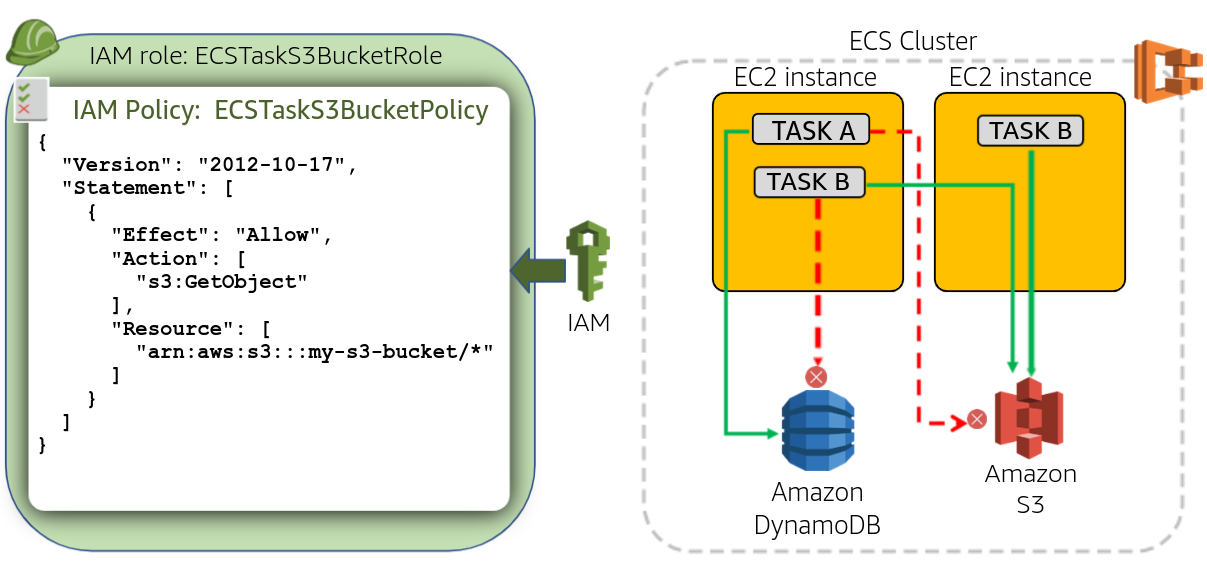 IAM role: ECSTaskS3BucketRole
IAM Policy:  ECSTaskS3BucketPolicy
{
  "Version": "2012-10-17",
  "Statement": [
    {
      "Effect": "Allow",
      "Action": [
        "s3:GetObject"
      ],
      "Resource": [
        "arn:aws:s3:::my-s3-bucket/*"
      ]
    }
  ]
}
IAM
ECS Cluster
EC2 instance
EC2 instance
TASK A
TASK B
TASK B
Amazon
DynamoDB
Amazon
S3